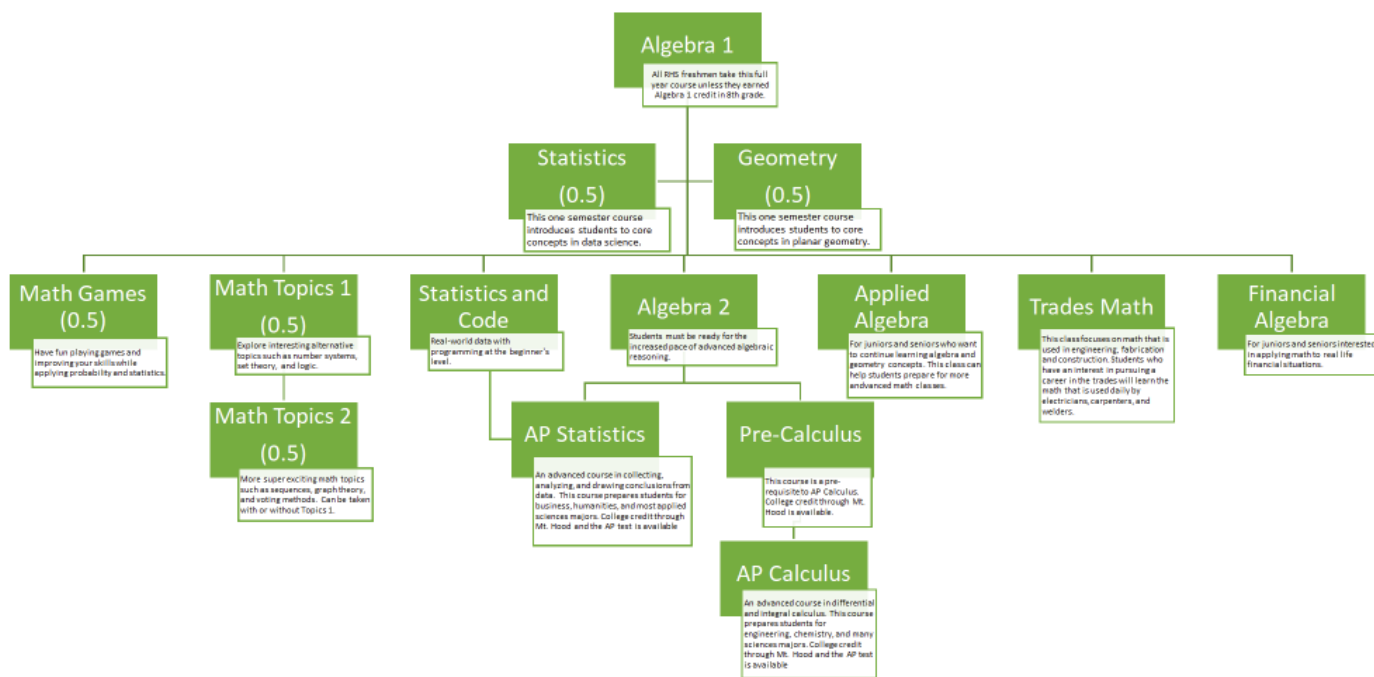 Algebra 1
All RHS freshmen take this full
year course unless they earned
Algebra 1 credit in 8th grade.
Statistics
(0.5)
This one semester course
introduces students to core
concepts in data science.
Geometry
(0.5)
This one semester course
introduces students to core
concepts in planar geometry.
Math Games
(0.5)
Have fun playing games and
improving your skills while
applying probability and statistics.
Math Topics 1
(0.5)
Explore interesting alternative
topics such as number systems,
set theory, and logic.
Statistics and
Code
Real-world data with
programming at the beginner's
level.
Algebra 2
Students must be ready for the
increased pace of advanced algebraic
reasoning.
Applied
Algebra
For juniors and seniors who want
to continue learning algebra and
geometry concepts. This class can
help students prepare for more
andvanced math classes.
Trades Math
This class focuses on math that is
used in engineering, fabrication
and construction. Students who
have an interest in pursuing a
career in the trades will learn the
math that is used daily by
electricians, carpenters, and
welders.
Financial
Algebra
For juniors and seniors interested
in applying math to real life
financial situations.
Math Topics 2
(0.5)
More super exciting math topics
such as sequences, graph theory,
and voting methods. Can be taken
with or without Topics 1.
AP Statistics
An advanced course in collecting,
analyzing, and drawing conclusions from
data. This course prepares students for
business, humanities, and most applied
sciences majors. College credit through
Mt. Hood and the AP test is available
Pre-Calculus
This course is a pre-
requisite to AP Calculus.
College credit through Mt.
Hood is available.
AP Calculus
An advanced course in differential
and integral calculus. This course
prepares students for
engineering, chemistry, and many
sciences majors. College credit
through Mt. Hood and the AP test
is available